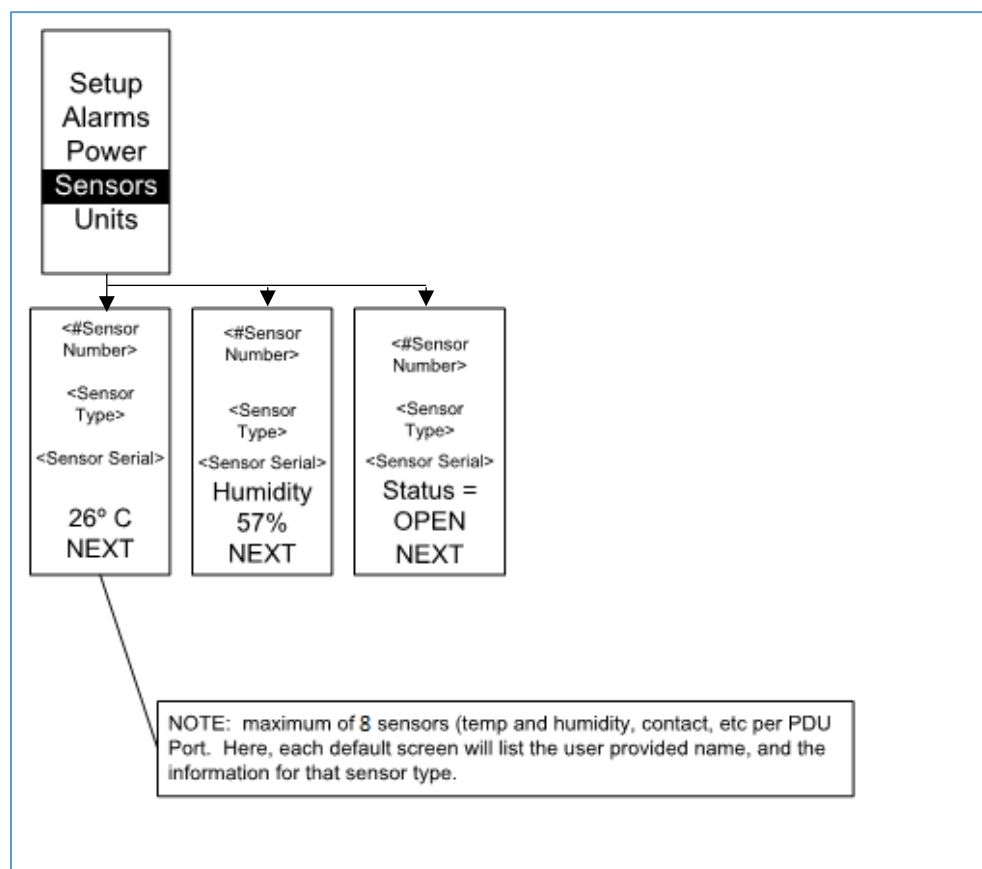 Setup
Alarms
Power
Sensors
Units
<#Sensor
Number>
<Sensor
Type>
<Sensor Serial>
26º C
NEXT
<#Sensor
Number>
<Sensor
Type>
<Sensor Serial>
Humidity
57%
NEXT
<#Sensor
Number>
<Sensor
Type>
<Sensor Serial>
Status =
OPEN
NEXT
NOTE:  maximum of 8 sensors (temp and humidity, contact, etc per PDU
Port.  Here, each default screen will list the user provided name, and the
information for that sensor type.